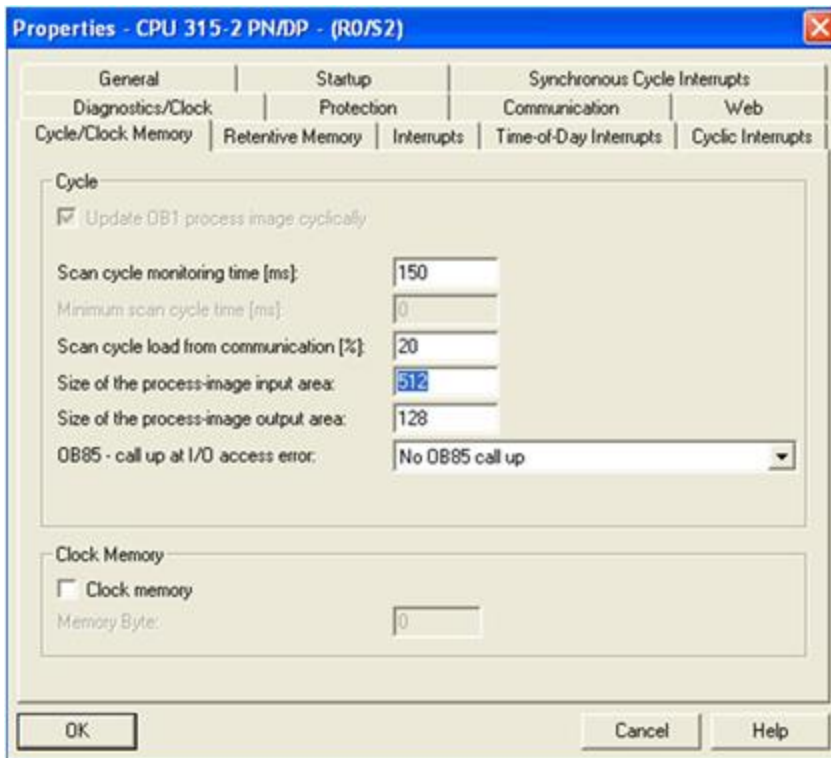 Properties - CPU 315-2 PN/DP - (R0/S2)
General Startup Synchronous Cycle Interrupts
Diagnostics/Clock Protection Communication Web
Cycle/Clock Memory Retentive Memory Interrupts Time-of-Day Interrupts Cyclic Interrupts
Cycle
Update OB1 process image cyclically
Scan cycle monitoring time [ms]: 150
Minimum scan cycle time [ms]: 0
Scan cycle load from communication [%]: 20
Size of the process-image input area: 512
Size of the process-image output area: 128
OB85 - call up at I/O access error: No OB85 call up
Clock Memory
Clock memory
Memory Byte: 0
OK Cancel Help